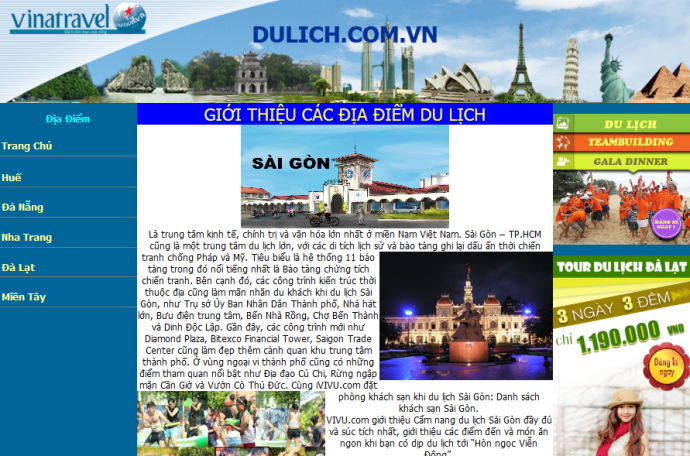 vinatravel
DULICH.COM.VN
Địa Điểm
Trang Chủ
Huế
Đà Nẵng
Nha Trang
Đà Lạt
Miền Tây
GIỚI THIỆU CÁC ĐỊA ĐIỂM DU LỊCH
SÀI GÒN
Là trung tâm kinh tế, chính trị và văn hóa lớn nhất ở miền Nam Việt Nam. Sài Gòn – TP.HCM
cũng là một trung tâm du lịch lớn, với các di tích lịch sử và bảo tàng ghi lại dấu ấn thời chiến
tranh chống Pháp và Mỹ. Tiêu biểu là hệ thống 11 bảo
tàng trong đó nổi tiếng nhất là Bảo tàng chứng tích
chiến tranh. Bên cạnh đó, các công trình kiến trúc thời
thuộc địa cũng làm mãn nhãn du khách khi du lịch Sài
Gòn, như Trụ sở Ủy Ban Nhân Dân Thành phố, Nhà hát
lớn, Bưu điện trung tâm, Bến Nhà Rồng, Chợ Bến Thành
và Dinh Độc Lập. Gần đây, các công trình mới như
Diamond Plaza, Bitexco Financial Tower, Saigon Trade
Center cũng làm đẹp thêm cảnh quan khu trung tâm
thành phố. Ở vùng ngoại vi thành phố cũng có những
điểm tham quan nổi bật như Địa đạo Củ Chi, Rừng ngập
mặn Cần Giờ và Vườn Cò Thủ Đức. Cùng iVIVU.com đặt
phòng khách sạn khi du lịch Sài Gòn: Danh sách
khách sạn Sài Gòn.
VIVU.com giới thiệu Cẩm nang du lịch Sài Gòn đầy đủ
và súc tích nhất, giới thiệu các điểm đến và món ăn
ngon khi bạn có dịp du lịch tới “Hòn ngọc Viễn
Đông”
DU LỊCH
TEAMBUILDING
GALA DINNER
ĐĂNG KÍ
NGAY !
TOUR DU LỊCH ĐÀ LẠT
3 NGÀY 3 ĐÊM
chỉ 1.190.000 VNĐ
Đăng kí
ngay